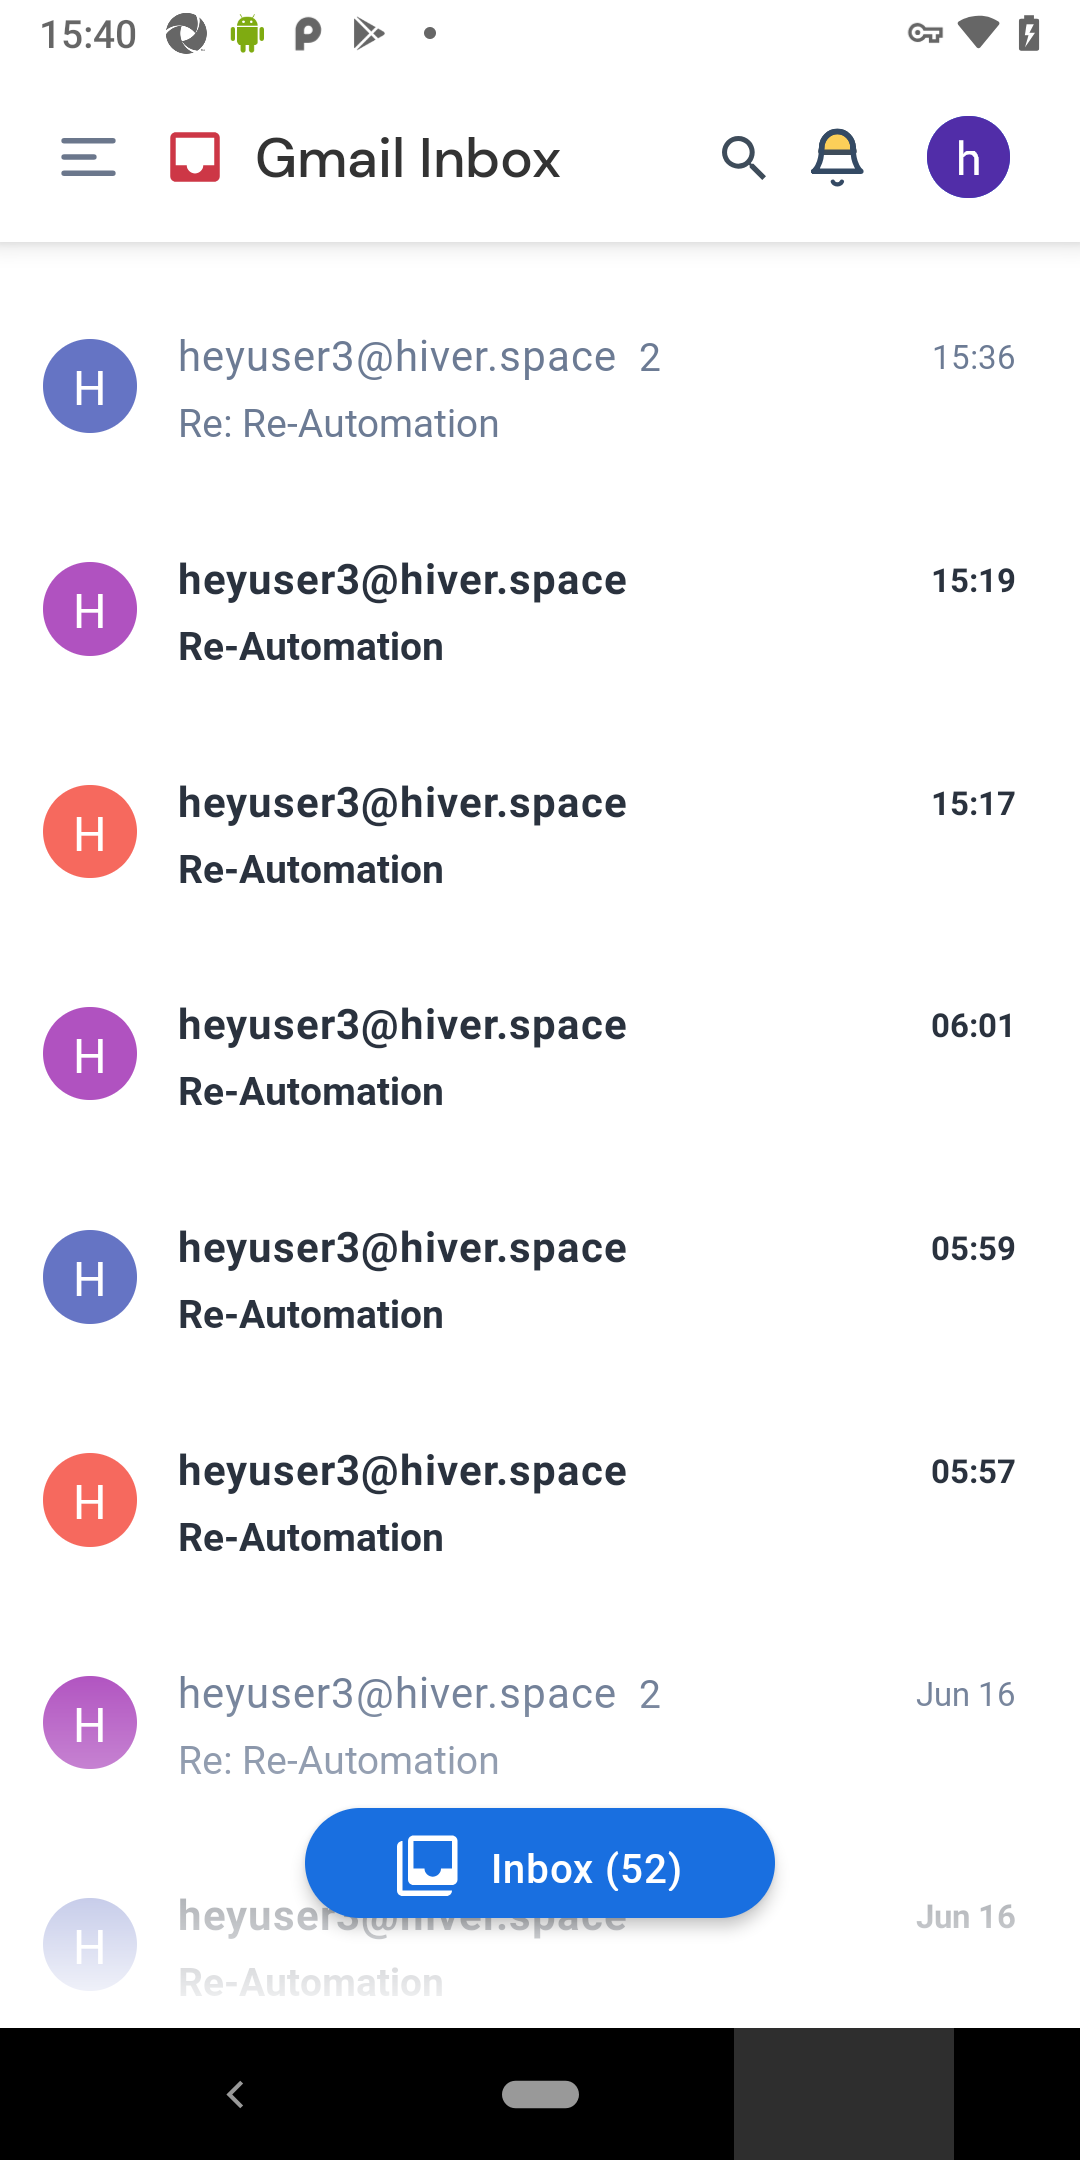 15:40
Gmail Inbox
h
H
heyuser3@hiver.space 2
15:36
Re: Re-Automation
H
heyuser3@hiver.space
15:19
Re-Automation
H
heyuser3@hiver.space
15:17
Re-Automation
H
heyuser3@hiver.space
06:01
Re-Automation
H
heyuser3@hiver.space
05:59
Re-Automation
H
heyuser3@hiver.space
05:57
Re-Automation
H
heyuser3@hiver.space 2
Jun 16
Re: Re-Automation
Inbox (52)
H
heyuser3@hiver.space
Jun 16
Re-Automation